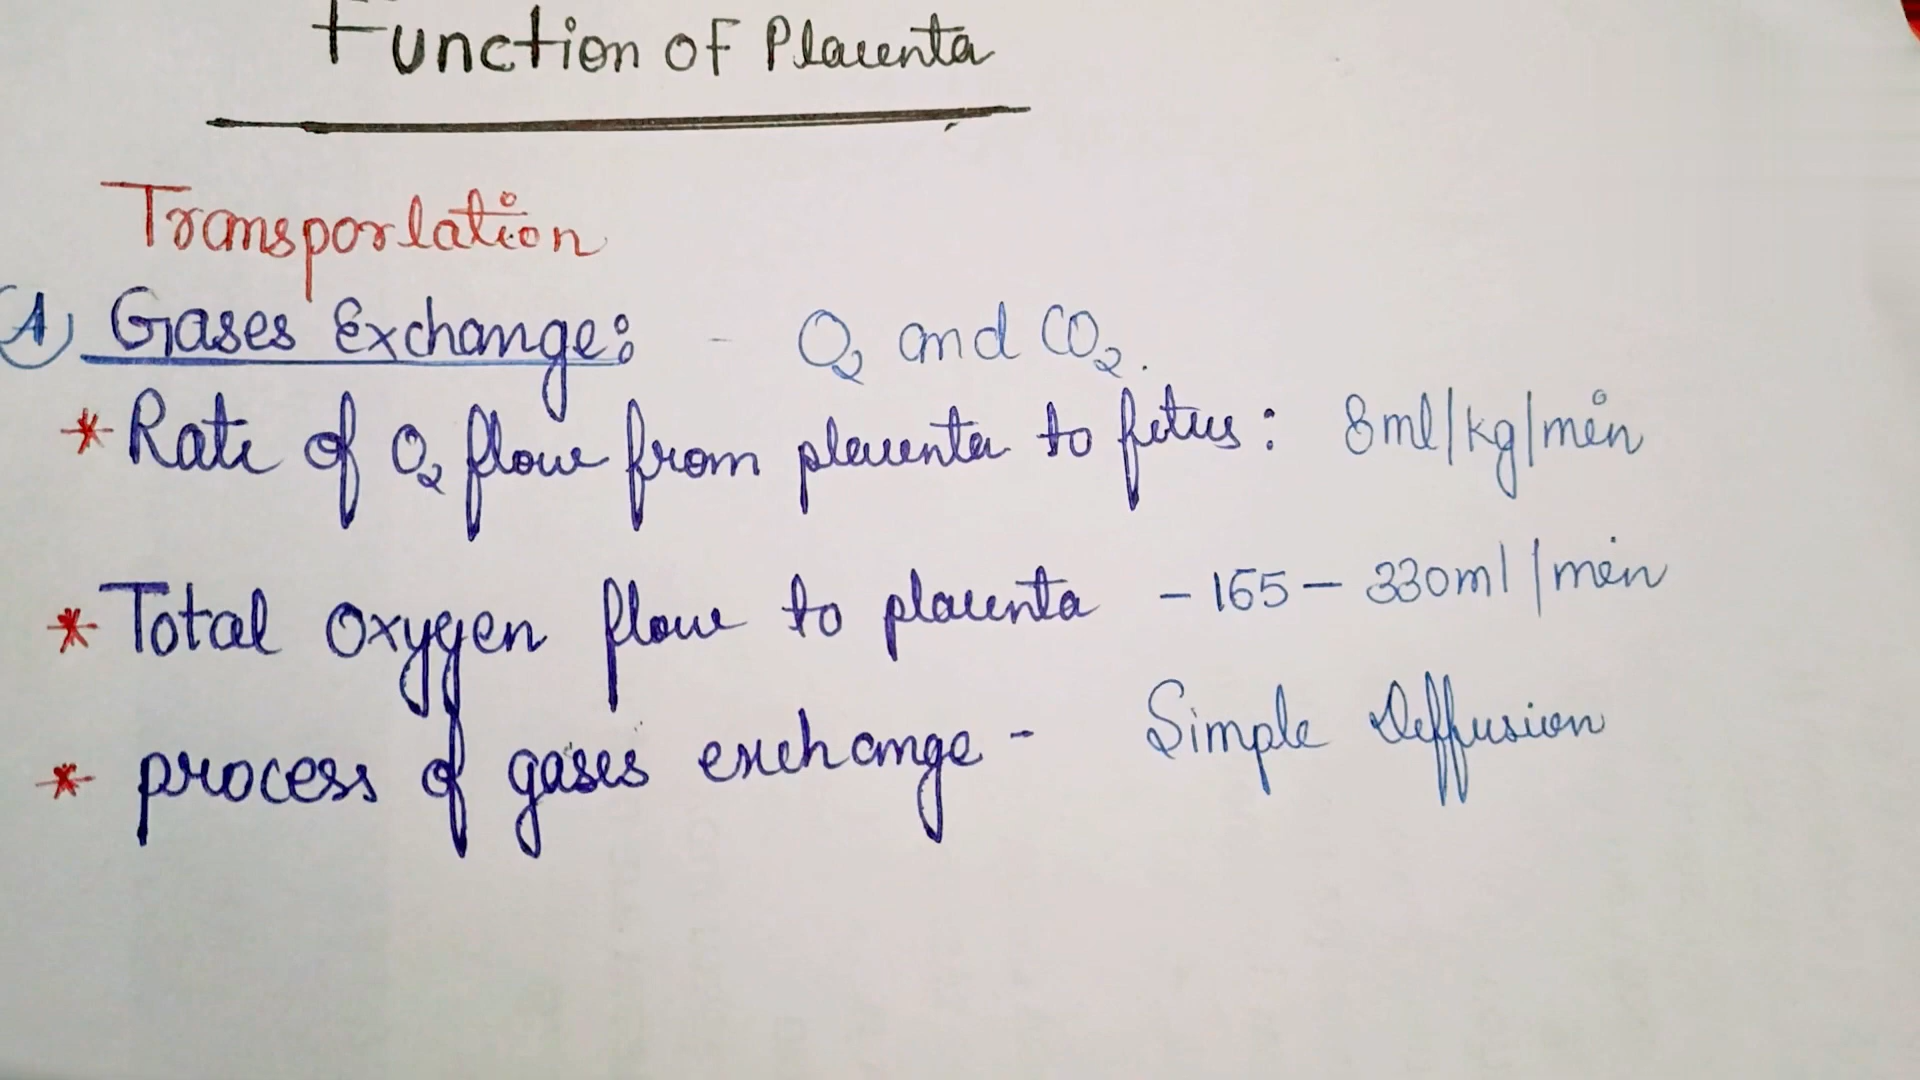 Function of Placenta
Transportation
A) Gases Exchange: - O2 and CO2.
* Rate of O2 flow from placenta to fetus: 8ml/kg/min
* Total oxygen flow to placenta - 165 - 330ml/min
* process of gases exchange - Simple Diffusion